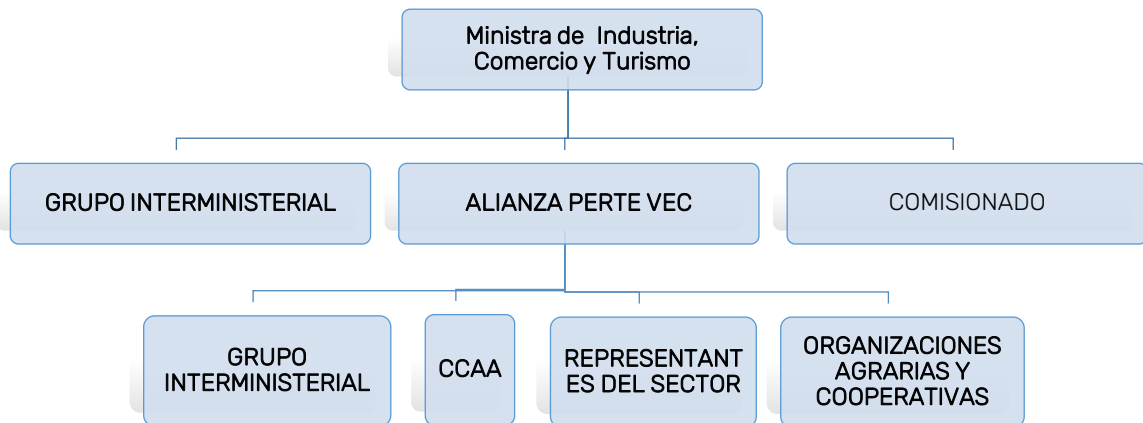 Ministra de Industria,
Comercio y Turismo
GRUPO INTERMINISTERIAL
ALIANZA PERTE VEC
COMISIONADO
GRUPO
INTERMINISTERIAL
CCAA
REPRESENTANT
ES DEL SECTOR
ORGANIZACIONES
AGRARIAS Y
COOPERATIVAS